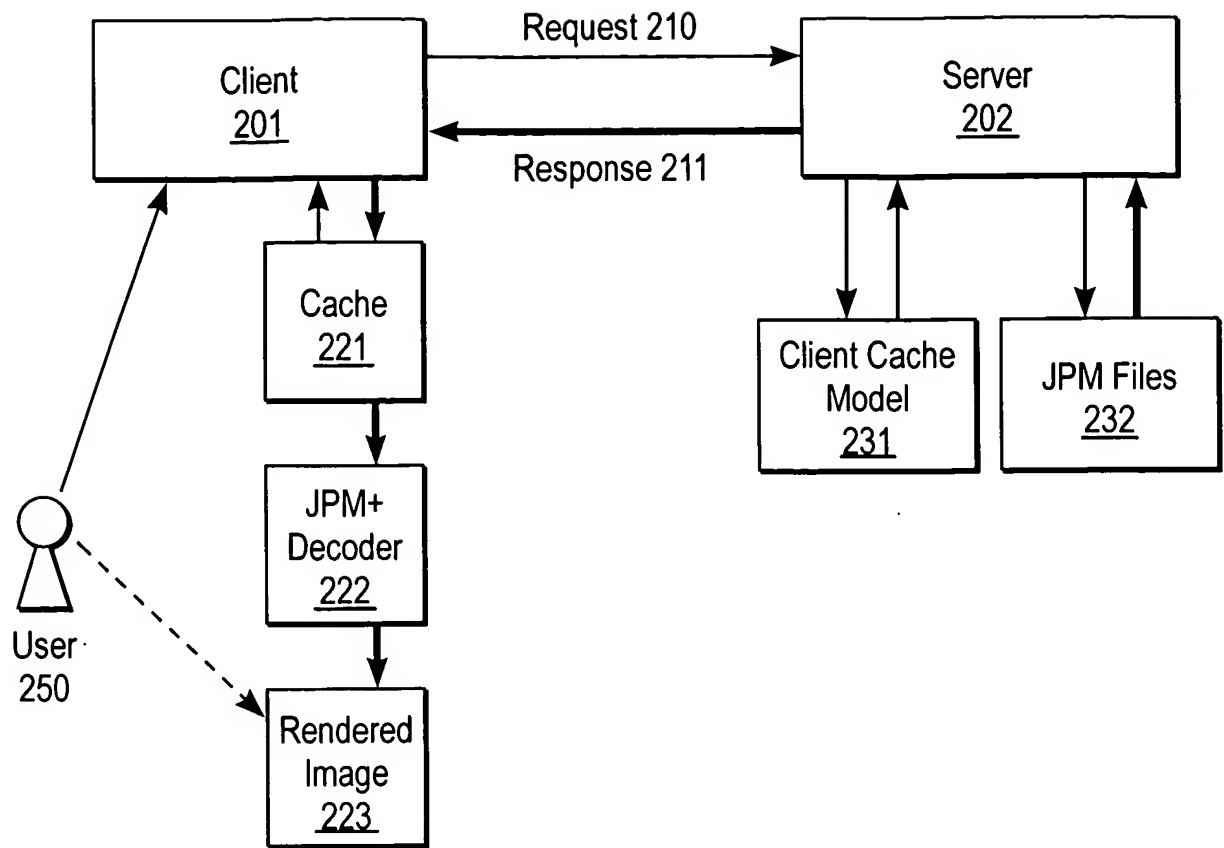 Request 210
Client
201
Server
202
Response 211
Cache
221
Client Cache
Model
231
JPM Files
232
JPM+
Decoder
222
User
250
Rendered
Image
223